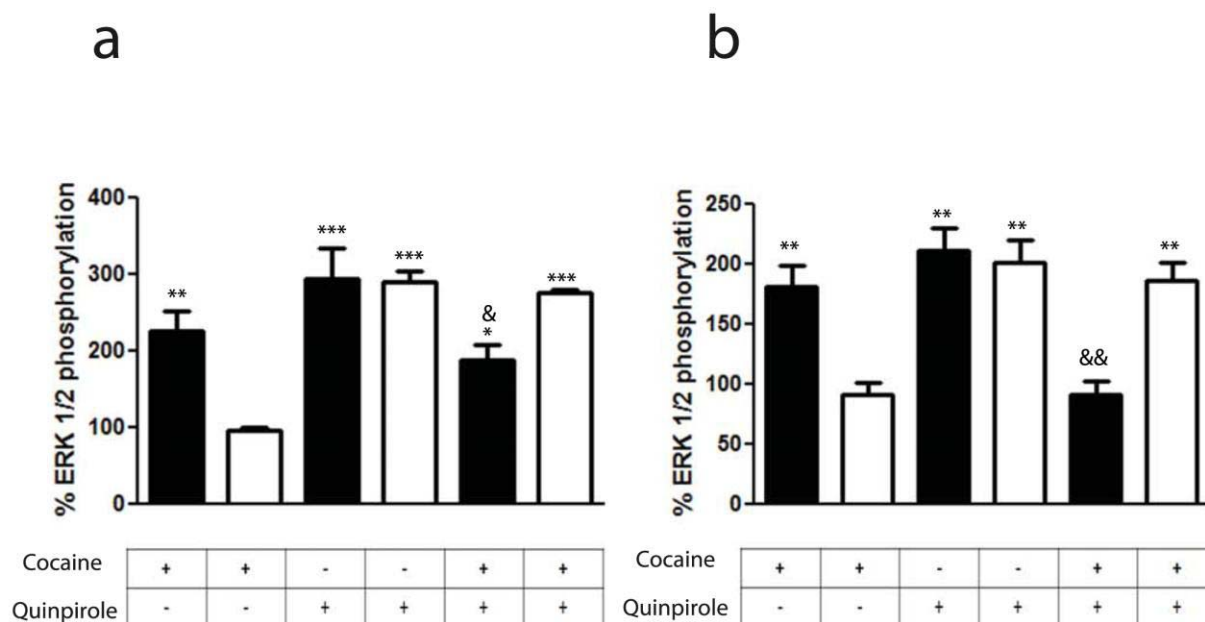 a
% ERK 1/2 phosphorylation
400
300
200
100
0
**
***
***
&
*
***
Cocaine + + - - + +
Quinpirole - - + + + +
b
% ERK 1/2 phosphorylation
250
200
150
100
50
0
**
**
**
&&
**
Cocaine + + - - + +
Quinpirole - - + + + +